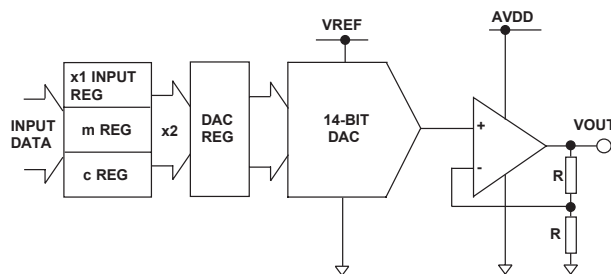 VREF
AVDD
x1 INPUT
REG
m REG
c REG
INPUT
DATA
x2
DAC
REG
14-BIT
DAC
+
-
VOUT
R
R